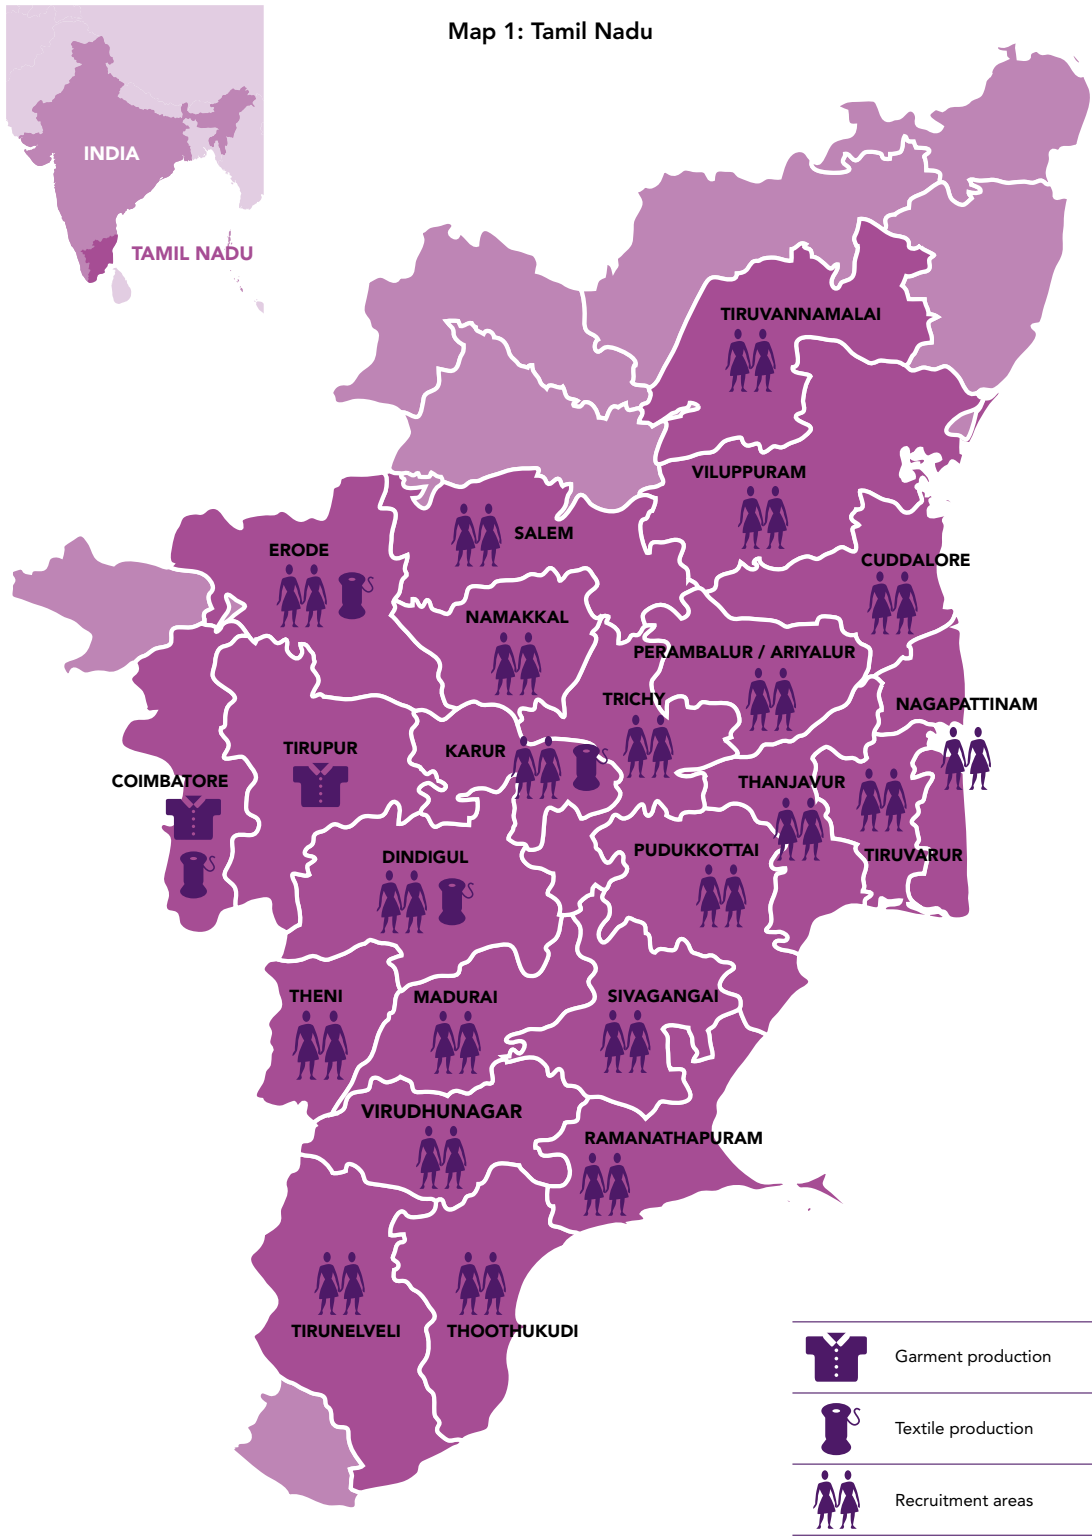 Map 1: Tamil Nadu
INDIA
TAMIL NADU
TIRUVANNAMALAI
VILUPPURAM
SALEM
ERODE
CUDDALORE
NAMAKKAL
PERAMBALUR / ARIYALUR
TRICHY
NAGAPATTINAM
TIRUPUR
KARUR
COIMBATORE
THANJAVUR
DINDIGUL
PUDUKKOTTAI
TIRUVARUR
THENI
MADURAI
SIVAGANGAI
VIRUDHUNAGAR
RAMANATHAPURAM
TIRUNELVELI
THOOTHUKUDI
Garment production
Textile production
Recruitment areas